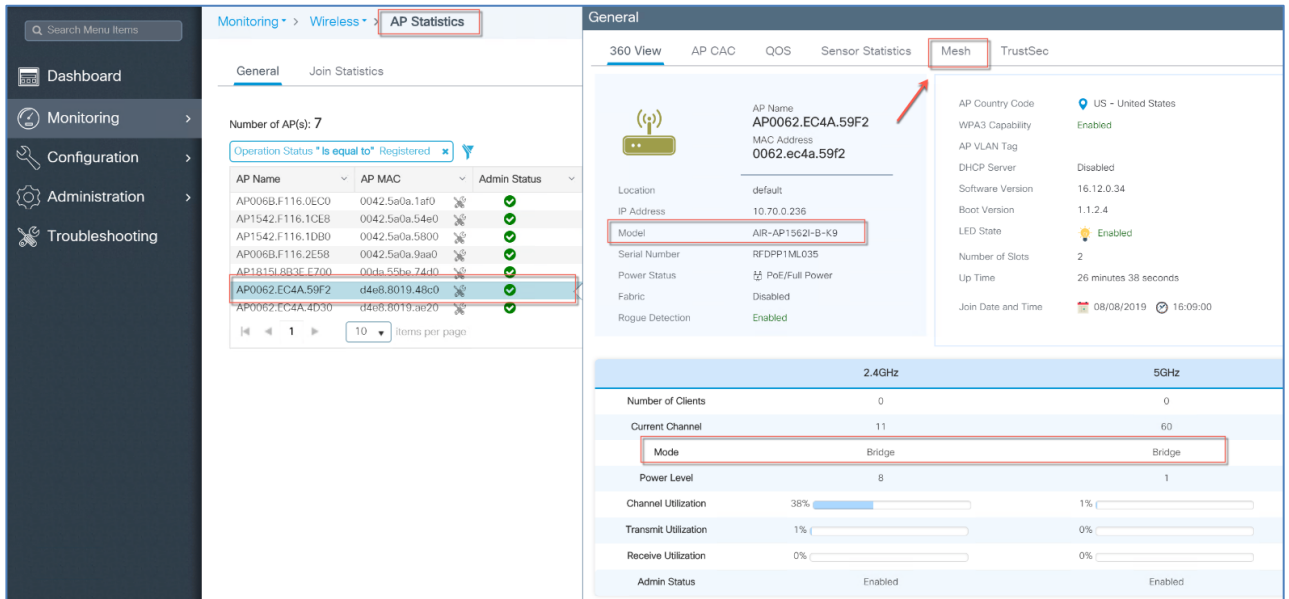 Search Menu Items
Dashboard
Monitoring
Configuration
Administration
Troubleshooting
Monitoring > Wireless > AP Statistics
General Join Statistics
Number of AP(s): 7
Operation Status "Is equal to" Registered ×
AP Name AP MAC Admin Status
AP006B.F116.0EC0 0042.5a0a.1af0
AP1542.F116.1CE8 0042.5a0a.54e0
AP1542.F116.1DB0 0042.5a0a.5800
AP006B.F116.2E58 0042.5a0a.9aa0
AP1815I.8B3E.E700 00da.55be.74d0
AP0062.EC4A.59F2 d4e8.8019.48c0
AP0062.EC4A.4D30 d4e8.8019.ae20
1 10 items per page
General
360 View AP CAC QOS Sensor Statistics Mesh TrustSec
AP Name
AP0062.EC4A.59F2
MAC Address
0062.ec4a.59f2
Location default
IP Address 10.70.0.236
Model AIR-AP1562I-B-K9
Serial Number RFDPP1ML035
Power Status PoE/Full Power
Fabric Disabled
Rogue Detection Enabled
AP Country Code US - United States
WPA3 Capability Enabled
AP VLAN Tag
DHCP Server Disabled
Software Version 16.12.0.34
Boot Version 1.1.2.4
LED State Enabled
Number of Slots 2
Up Time 26 minutes 38 seconds
Join Date and Time 08/08/2019 16:09:00
2.4GHz 5GHz
Number of Clients 0 0
Current Channel 11 60
Mode Bridge Bridge
Power Level 8 1
Channel Utilization 38% 1%
Transmit Utilization 1% 0%
Receive Utilization 0% 0%
Admin Status Enabled Enabled